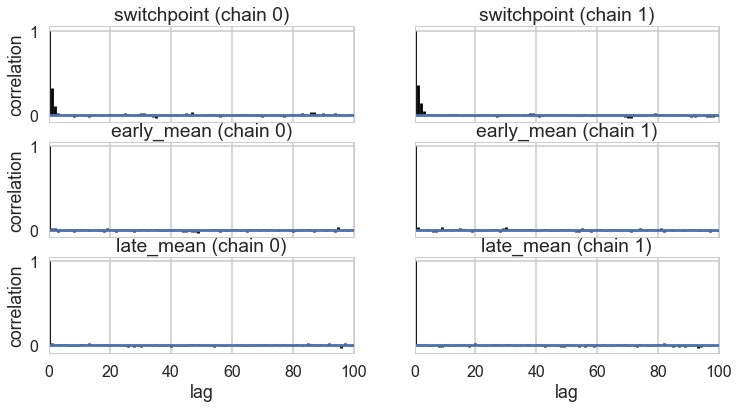 switchpoint (chain 0)
switchpoint (chain 1)
1
correlation
0
early_mean (chain 0)
early_mean (chain 1)
1
correlation
0
late_mean (chain 0)
late_mean (chain 1)
1
correlation
0
0 20 40 60 80 100
0 20 40 60 80 100
lag
lag